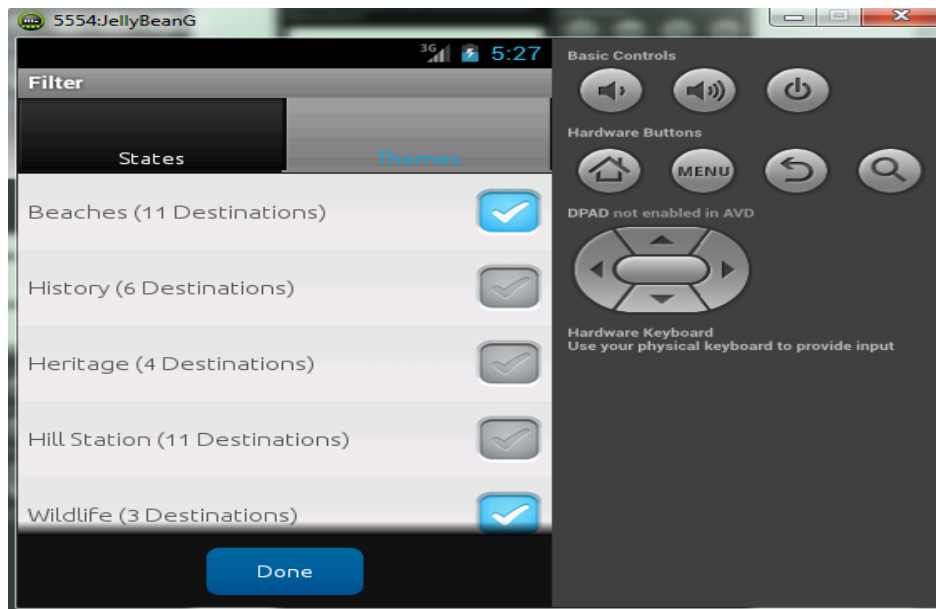 5554:JellyBeanG
3G 5:27
Filter
States
Themes
Beaches (11 Destinations)
History (6 Destinations)
Heritage (4 Destinations)
Hill Station (11 Destinations)
Wildlife (3 Destinations)
Done
Basic Controls
Hardware Buttons
MENU
DPAD not enabled in AVD
Hardware Keyboard
Use your physical keyboard to provide input